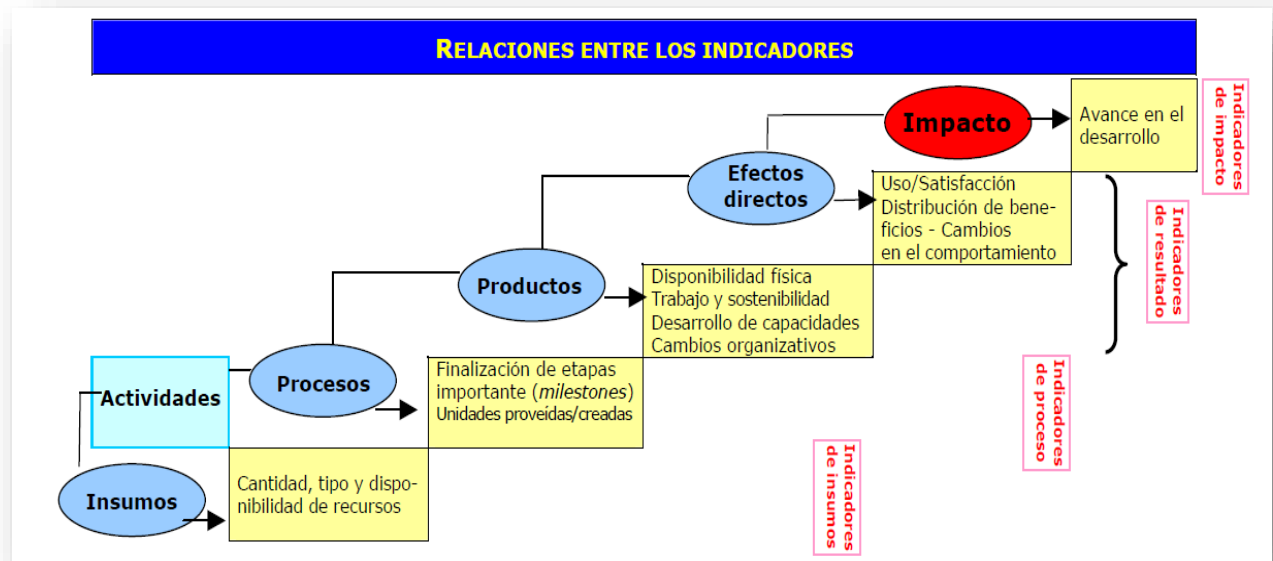 RELACIONES ENTRE LOS INDICADORES
Impacto
Avance en el
desarrollo
Indicadores
de impacto
Efectos
directos
Uso/Satisfacción
Distribución de bene-
ficios - Cambios
en el comportamiento
Indicadores
de resultado
Productos
Disponibilidad física
Trabajo y sostenibilidad
Desarrollo de capacidades
Cambios organizativos
Actividades
Procesos
Finalización de etapas
importante (milestones)
Unidades proveídas/creadas
Indicadores
de proceso
Insumos
Cantidad, tipo y dispo-
nibilidad de recursos
Indicadores
de insumos